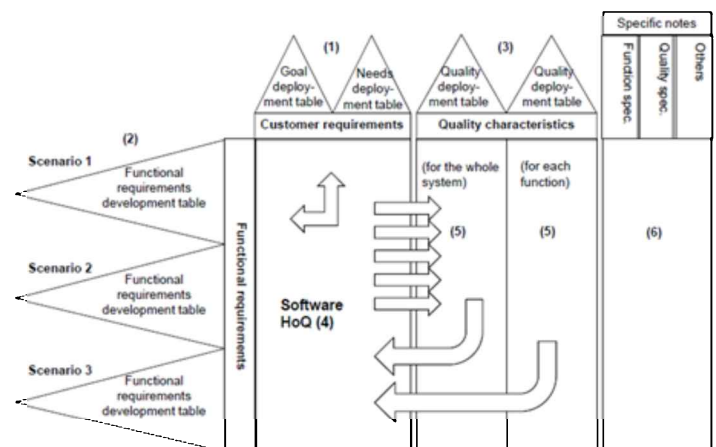 Specific notes
(1)
(3)
Goal
deploy-
ment table
Needs
deploy-
ment table
Quality
deploy-
ment table
Quality
deploy-
ment table
Function spec.
Quality spec.
Others
Customer requirements
Quality characteristics
(2)
Scenario 1
Functional
requirements
development table
(for the whole
system)
(for each
function)
(5)
(5)
(6)
Functional requirements
Scenario 2
Functional
requirements
development table
Software
HoQ (4)
Scenario 3
Functional
requirements
development table